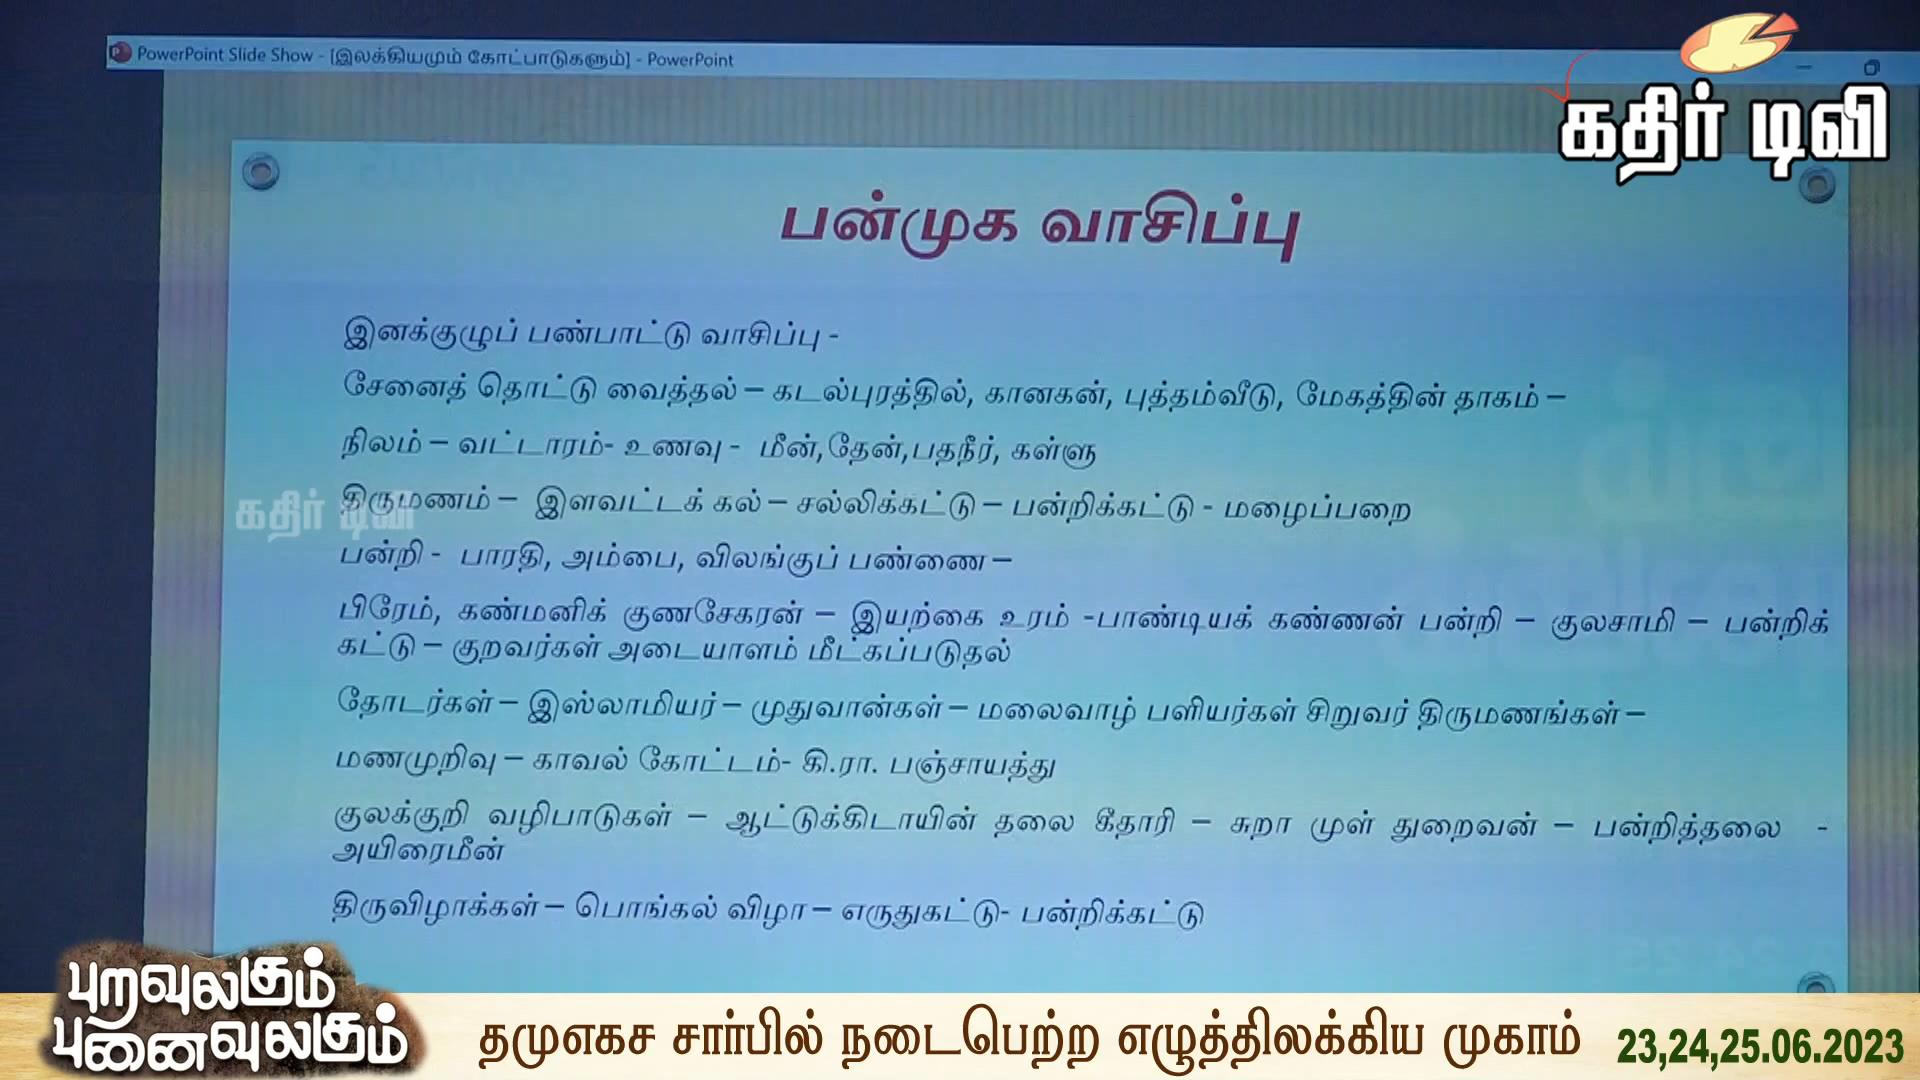 PowerPoint Slide Show - [இலக்கியமும் கோட்பாடுகளும்] - PowerPoint
கதிர் டிவி
பன்முக வாசிப்பு
இனக்குழுப் பண்பாட்டு வாசிப்பு -
சேனைத் தொட்டு வைத்தல் – கடல்புரத்தில், கானகன், புத்தம்வீடு, மேகத்தின் தாகம் –
நிலம் – வட்டாரம்- உணவு - மீன்,தேன்,பதநீர், கள்ளு
திருமணம் – இளவட்டக் கல் – சல்லிக்கட்டு – பன்றிக்கட்டு - மழைப்பறை
கதிர் டிவி
பன்றி - பாரதி, அம்பை, விலங்குப் பண்ணை –
பிரேம், கண்மனிக் குணசேகரன் – இயற்கை உரம் -பாண்டியக் கண்ணன் பன்றி – குலசாமி – பன்றிக்
கட்டு – குறவர்கள் அடையாளம் மீட்கப்படுதல்
தோடர்கள் – இஸ்லாமியர் – முதுவான்கள் – மலைவாழ் பளியர்கள் சிறுவர் திருமணங்கள் –
மணமுறிவு – காவல் கோட்டம்- கி.ரா. பஞ்சாயத்து
குலக்குறி வழிபாடுகள் – ஆட்டுக்கிடாயின் தலை கீதாரி – சுறா முள் துறைவன் – பன்றித்தலை -
அயிரைமீன்
திருவிழாக்கள் – பொங்கல் விழா – எருதுகட்டு- பன்றிக்கட்டு
புறவுலகும்
புனைவுலகும்
தமுஎகச சார்பில் நடைபெற்ற எழுத்திலக்கிய முகாம்
23,24,25.06.2023